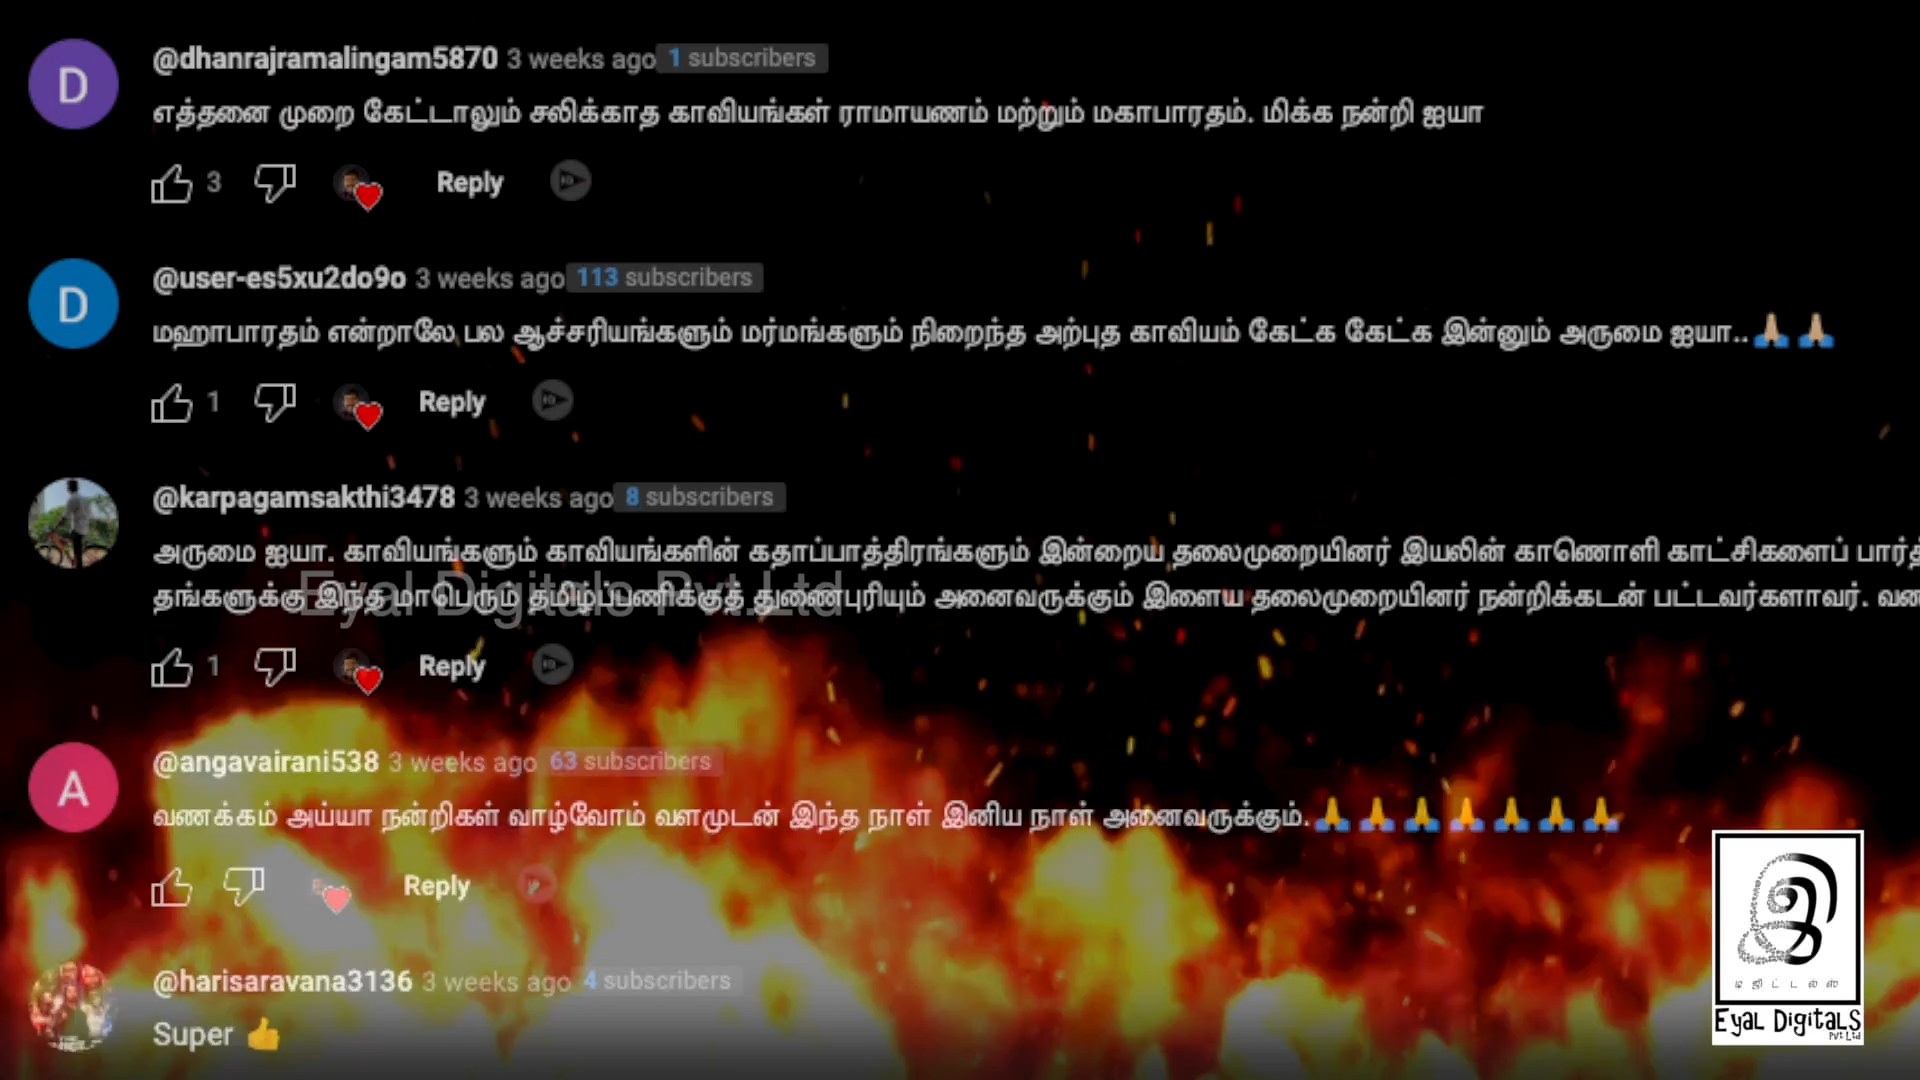 D
@dhanrajramalingam5870 3 weeks ago 1 subscribers
எத்தனை முறை கேட்டாலும் சலிக்காத காவியங்கள் ராமாயணம் மற்றும் மகாபாரதம். மிக்க நன்றி ஐயா
3 Reply
D
@user-es5xu2do9o 3 weeks ago 113 subscribers
மஹாபாரதம் என்றாலே பல ஆச்சரியங்களும் மர்மங்களும் நிறைந்த அற்புத காவியம் கேட்க கேட்க இன்னும் அருமை ஐயா..🙏🏼🙏🏼
1 Reply
@karpagamsakthi3478 3 weeks ago 8 subscribers
அருமை ஐயா. காவியங்களும் காவியங்களின் கதாப்பாத்திரங்களும் இன்றைய தலைமுறையினர் இயலின் காணொளி காட்சிகளைப்
Eyal Digitals Pvt.Ltd
தங்களுக்கு இந்த மாபெரும் தமிழ்ப்பணிக்குத் துணைபுரியும் அனைவருக்கும் இளைய தலைமுறையினர் நன்றிக்கடன் பட்டவர்களாவர்.
1 Reply
A
@angavairani538 3 weeks ago 63 subscribers
வணக்கம் அய்யா நன்றிகள் வாழ்வோம் வளமுடன் இந்த நாள் இனிய நாள் அனைவருக்கும்.🙏🙏🙏🙏🙏🙏🙏
Reply
@harisaravana3136 3 weeks ago 4 subscribers
Super 👍
டிஜிட்டல்ஸ்
Eyal Digitals
Pvt Ltd